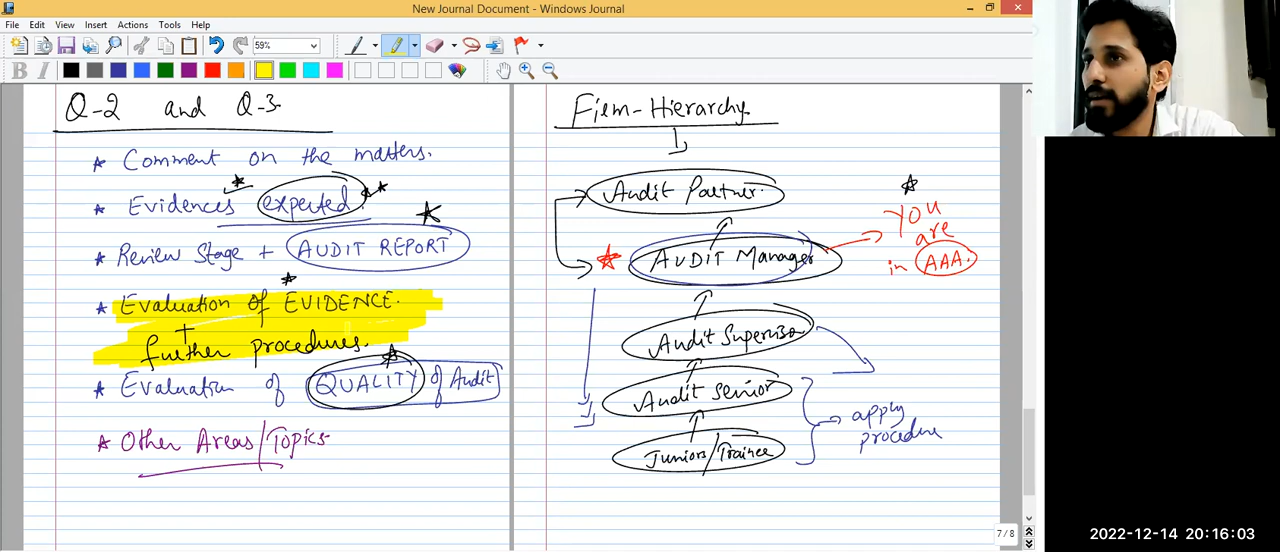 New Journal Document - Windows Journal
File Edit View Insert Actions Tools Help
59%
B I
Q-2 and Q-3
Comment on the matters.
Evidences expected
Review Stage + AUDIT REPORT
Evaluation of EVIDENCE.
+
further procedures.
Evaluation of QUALITY of Audit
Other Areas/Topics
Firm-Hierarchy
Audit Partner
AUDIT Manager
YOU
are
in AAA.
Audit Supervisor
Audit Senior
Juniors/Trainee
apply
procedure
7 / 8
2022-12-14 20:16:03